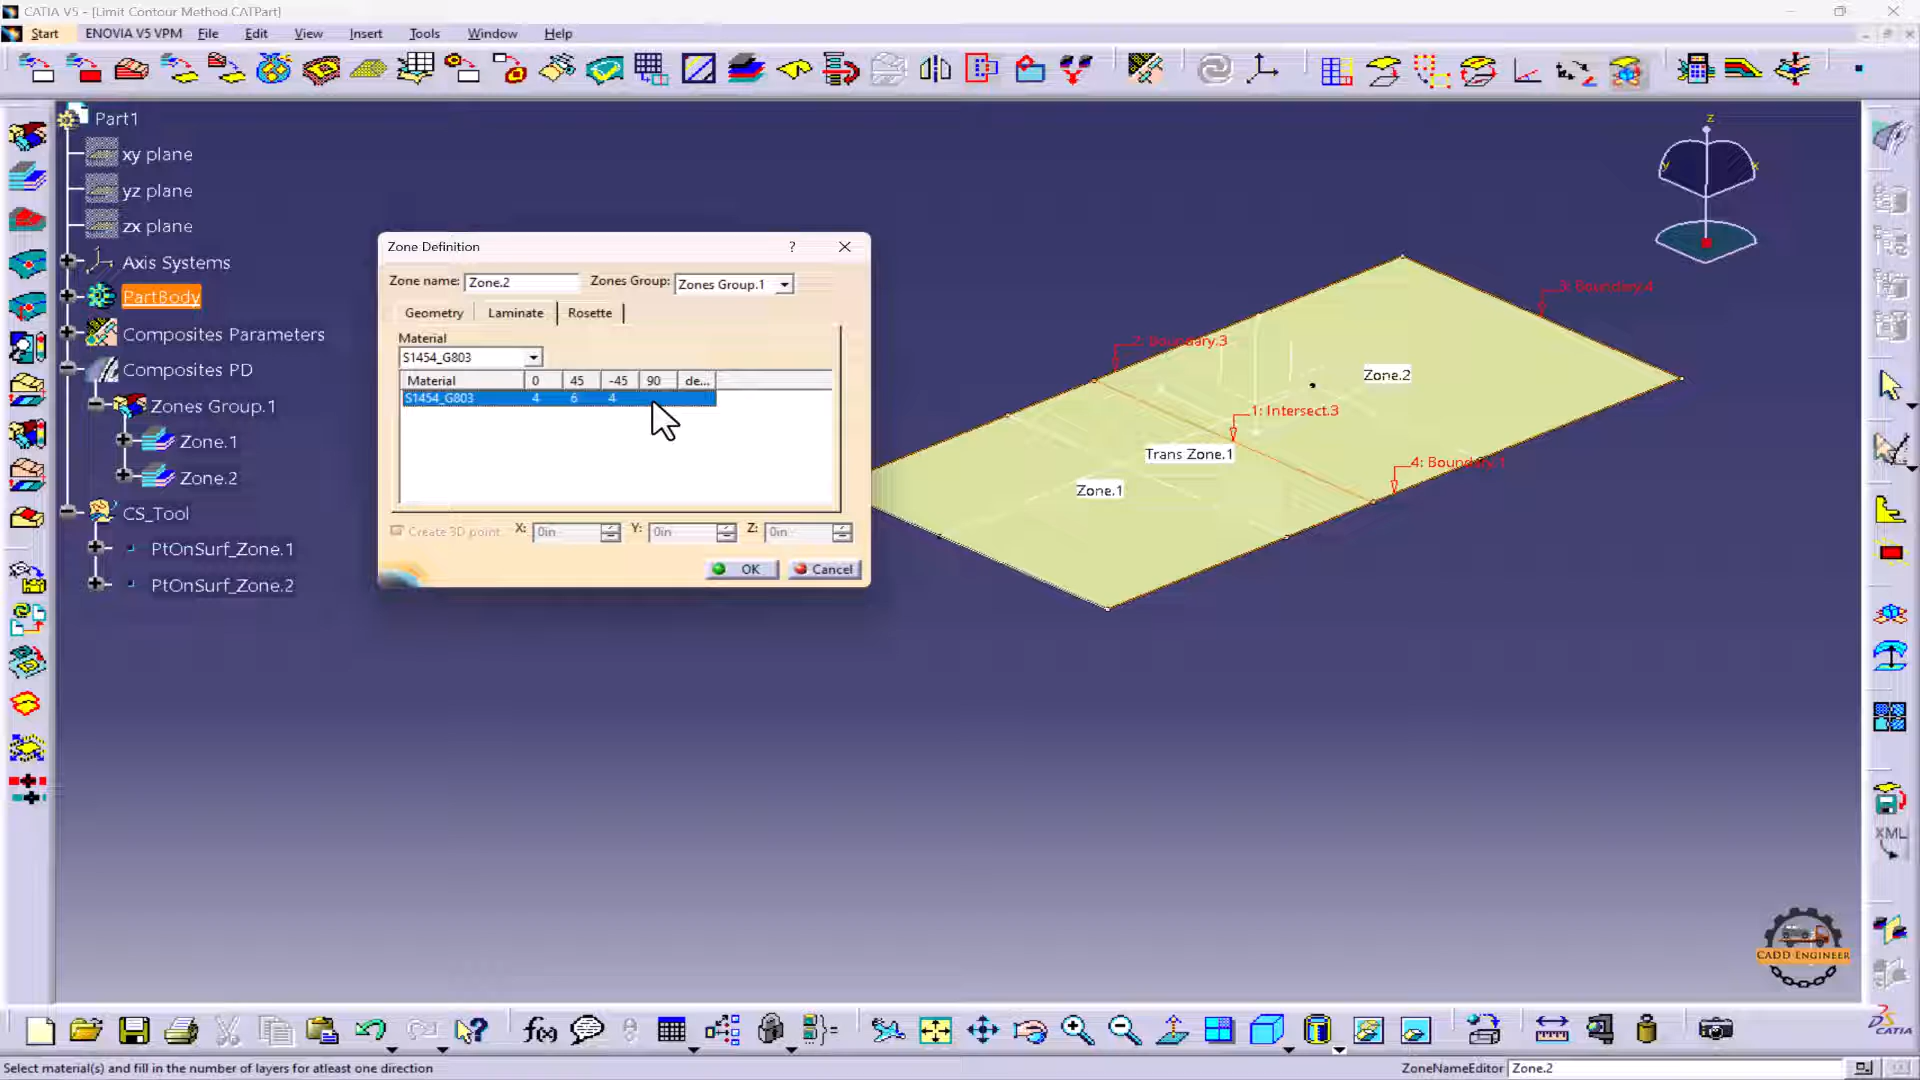 CATIA V5 - [Limit Contour Method CATPart]
Start ENOVIA V5 VPM File Edit View Insert Tools Window Help
Part1
xy plane
yz plane
zx plane
Axis Systems
PartBody
Composites Parameters
Composites PD
Zones Group.1
Zone.1
Zone.2
CS_Tool
PtOnSurf_Zone.1
PtOnSurf_Zone.2
Zone Definition ?
Zone name: Zone.2 Zones Group: Zones Group.1
Geometry Laminate Rosette
Material
S1454_G803
Material 0 45 -45 90 de...
S1454_G803 4 6 4
Create 3D point X: 0in Y: 0in Z: 0in
OK Cancel
z
y x
3: Boundary.4
2: Boundary.3
Zone.2
1: Intersect.3
Trans Zone.1
4: Boundary.1
Zone.1
XML
CADD ENGINEER
f(x)
CATIA
Select material(s) and fill in the number of layers for atleast one direction
ZoneNameEditor Zone.2